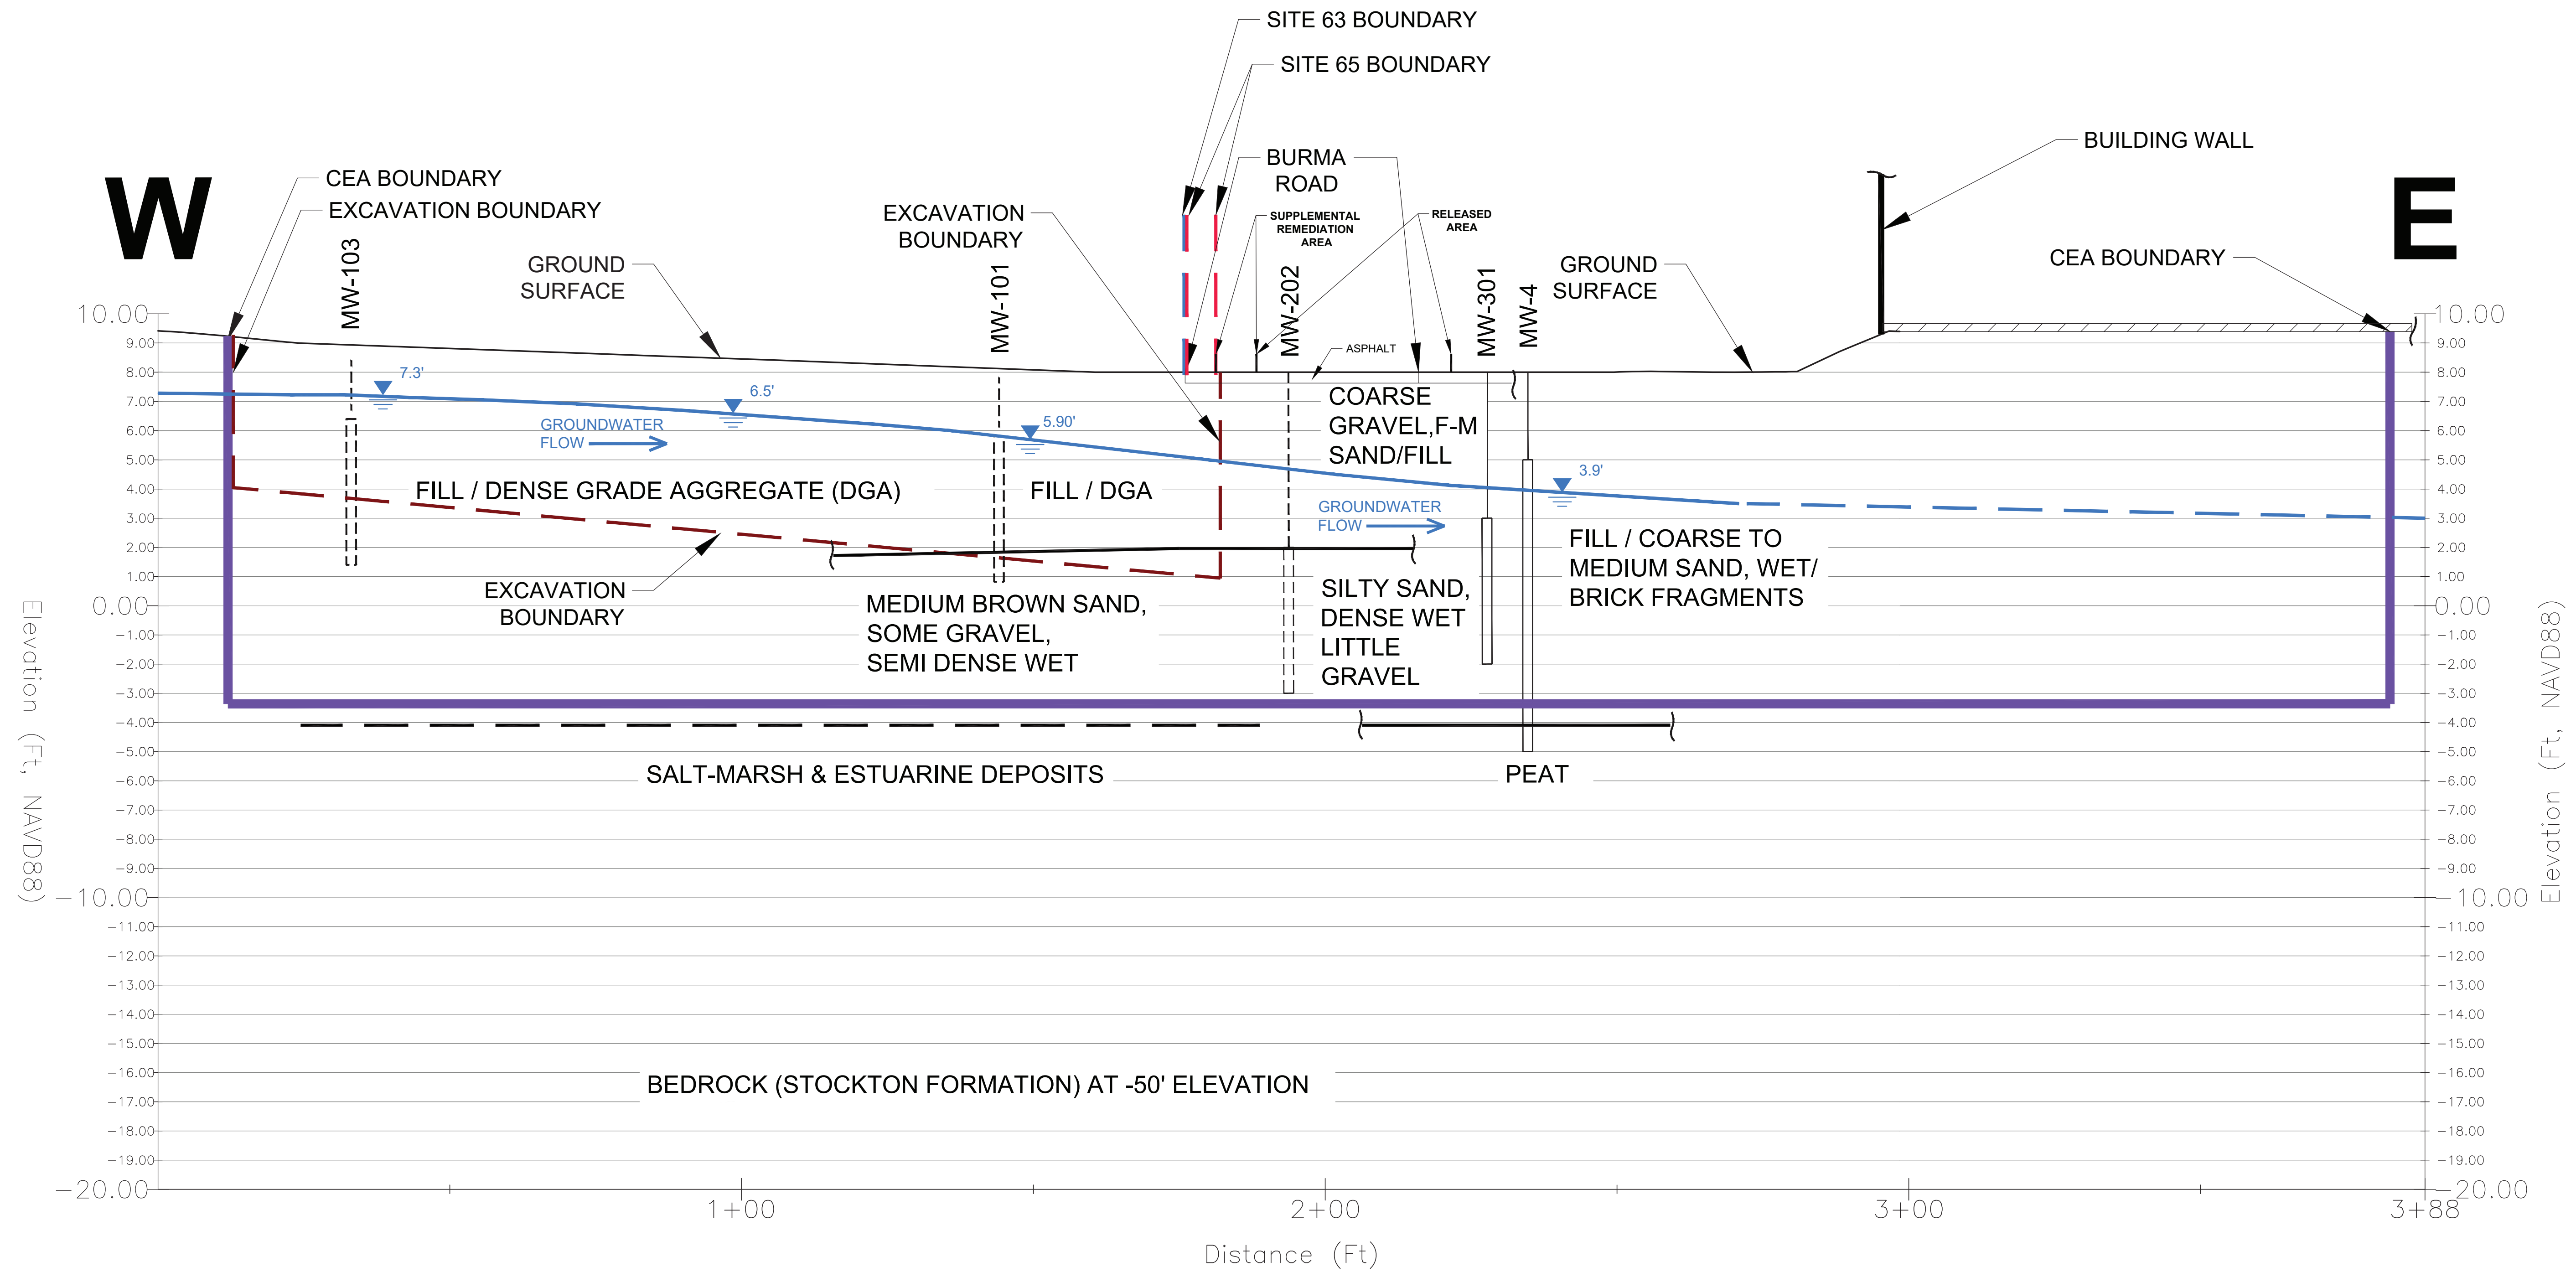 SITE 63 BOUNDARY
SITE 65 BOUNDARY
BURMA
ROAD
BUILDING WALL
W
E
CEA BOUNDARY
EXCAVATION BOUNDARY
EXCAVATION
BOUNDARY
SUPPLEMENTAL
REMEDIATION
AREA
RELEASED
AREA
MW-103
GROUND
SURFACE
MW-101
MW-202
MW-301
MW-4
GROUND
SURFACE
CEA BOUNDARY
ASPHALT
7.3'
6.5'
5.90'
3.9'
GROUNDWATER
FLOW
COARSE
GRAVEL,F-M
SAND/FILL
FILL / DENSE GRADE AGGREGATE (DGA)
FILL / DGA
GROUNDWATER
FLOW
EXCAVATION
BOUNDARY
MEDIUM BROWN SAND,
SOME GRAVEL,
SEMI DENSE WET
SILTY SAND,
DENSE WET
LITTLE
GRAVEL
FILL / COARSE TO
MEDIUM SAND, WET/
BRICK FRAGMENTS
SALT-MARSH & ESTUARINE DEPOSITS
PEAT
BEDROCK (STOCKTON FORMATION) AT -50' ELEVATION
Elevation (Ft, NAVD88)
10.00
9.00
8.00
7.00
6.00
5.00
4.00
3.00
2.00
1.00
0.00
-1.00
-2.00
-3.00
-4.00
-5.00
-6.00
-7.00
-8.00
-9.00
-10.00
-11.00
-12.00
-13.00
-14.00
-15.00
-16.00
-17.00
-18.00
-19.00
-20.00
10.00
9.00
8.00
7.00
6.00
5.00
4.00
3.00
2.00
1.00
0.00
-1.00
-2.00
-3.00
-4.00
-5.00
-6.00
-7.00
-8.00
-9.00
-10.00
-11.00
-12.00
-13.00
-14.00
-15.00
-16.00
-17.00
-18.00
-19.00
-20.00
Elevation (Ft, NAVD88)
1+00
2+00
3+00
3+88
Distance (Ft)